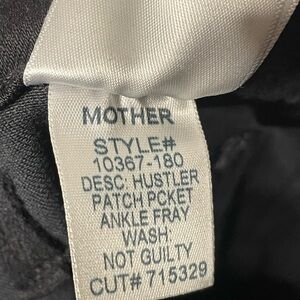 MOTHER
STYLE#
10367-180
DESC. HUSTLER
PATCH PCKET
ANKLE FRAY
WASH:
NOT GUILTY
CUT# 715329